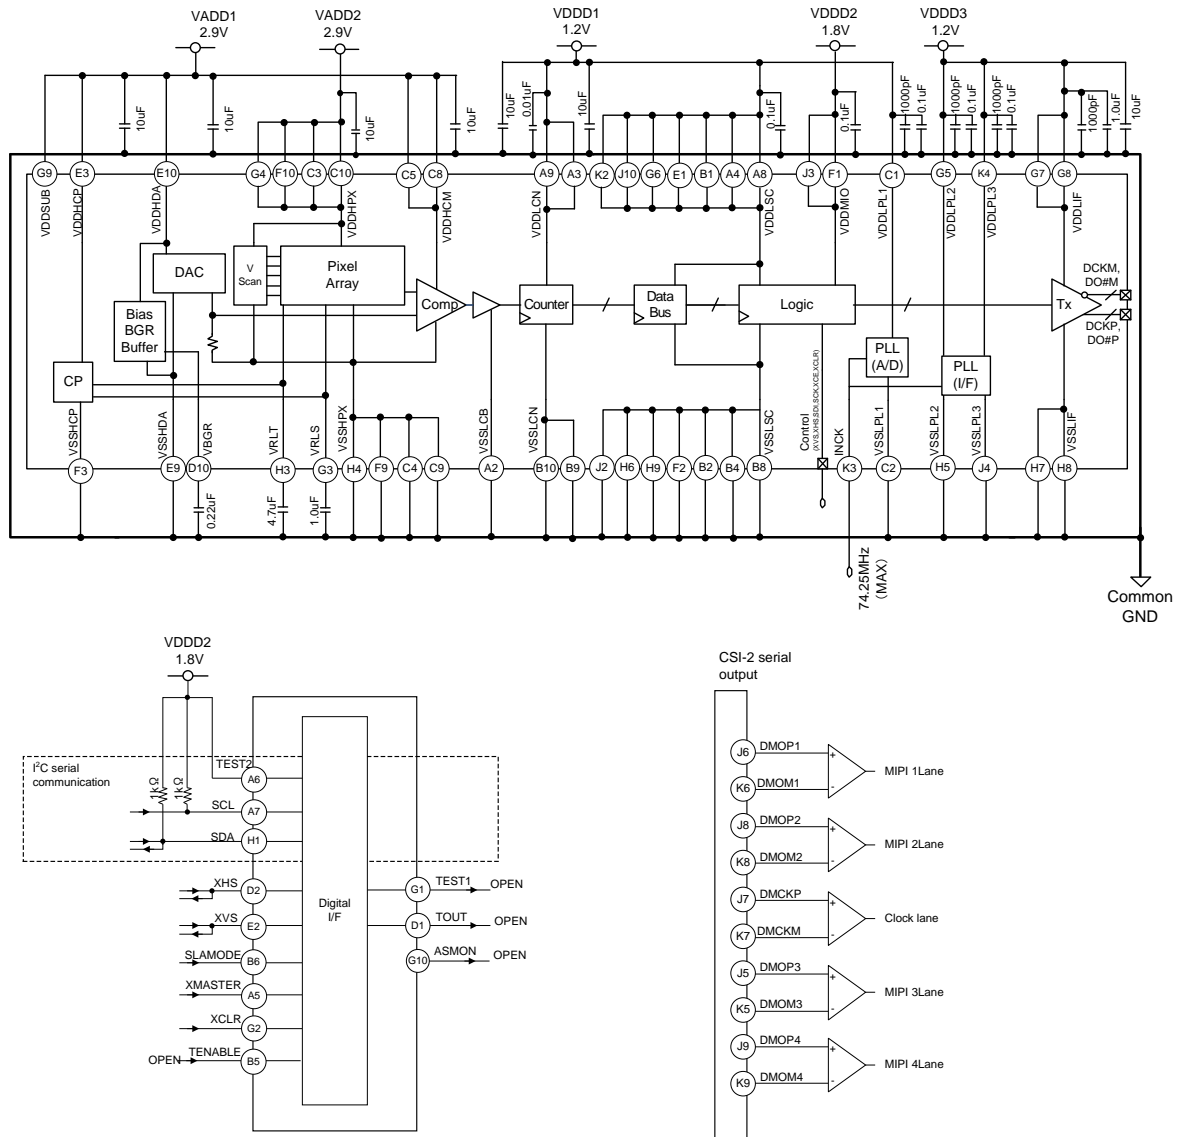 VADD1
2.9V
VADD2
2.9V
VDDD1
1.2V
VDDD2
1.8V
VDDD3
1.2V
10uF
10uF
10uF
10uF
10uF
0.01uF
10uF
0.1uF
0.1uF
1000pF
0.1uF
1000pF
0.1uF
1000pF
0.1uF
1000pF
1.0uF
10uF
G9
E3
E10
G4
F10
C3
C10
C5
C8
A9
A3
K2
J10
G6
E1
B1
A4
A8
J3
F1
C1
G5
K4
G7
G8
VDDSUB
VDDHCP
VDDHDA
VDDHPX
VDDHCM
VDDLCN
VDDLSC
VDDMIO
VDDLPL1
VDDLPL2
VDDLPL3
VDDLIF
DAC
V
Scan
Pixel
Array
Comp
Counter
Data
Bus
Logic
Tx
DCKM,
DO#M
DCKP,
DO#P
Bias
BGR
Buffer
CP
PLL
(A/D)
PLL
(I/F)
VSSHCP
VSSHDA
VBGR
VRLT
VRLS
VSSHPX
VSSLCB
VSSLCN
VSSLSC
Control
(XVS,XHS,SDI,SCK,XCE,XCLR)
INCK
VSSLPL1
VSSLPL2
VSSLPL3
VSSLIF
F3
E9
D10
H3
G3
H4
F9
C4
C9
A2
B10
B9
J2
H6
H9
F2
B2
B4
B8
K3
C2
H5
J4
H7
H8
0.22uF
4.7uF
1.0uF
74.25MHz
(MAX)
Common
GND
VDDD2
1.8V
I2C serial
communication
1kΩ
1kΩ
TEST2
A6
SCL
A7
SDA
H1
XHS
D2
XVS
E2
SLAMODE
B6
XMASTER
A5
XCLR
G2
OPEN
TENABLE
B5
Digital
I/F
G1
TEST1
OPEN
D1
TOUT
OPEN
G10
ASMON
OPEN
CSI-2 serial
output
J6 DMOP1
+
MIPI 1Lane
K6 DMOM1
-
J8 DMOP2
+
MIPI 2Lane
K8 DMOM2
-
J7 DMCKP
+
Clock lane
K7 DMCKM
-
J5 DMOP3
+
MIPI 3Lane
K5 DMOM3
-
J9 DMOP4
+
MIPI 4Lane
K9 DMOM4
-